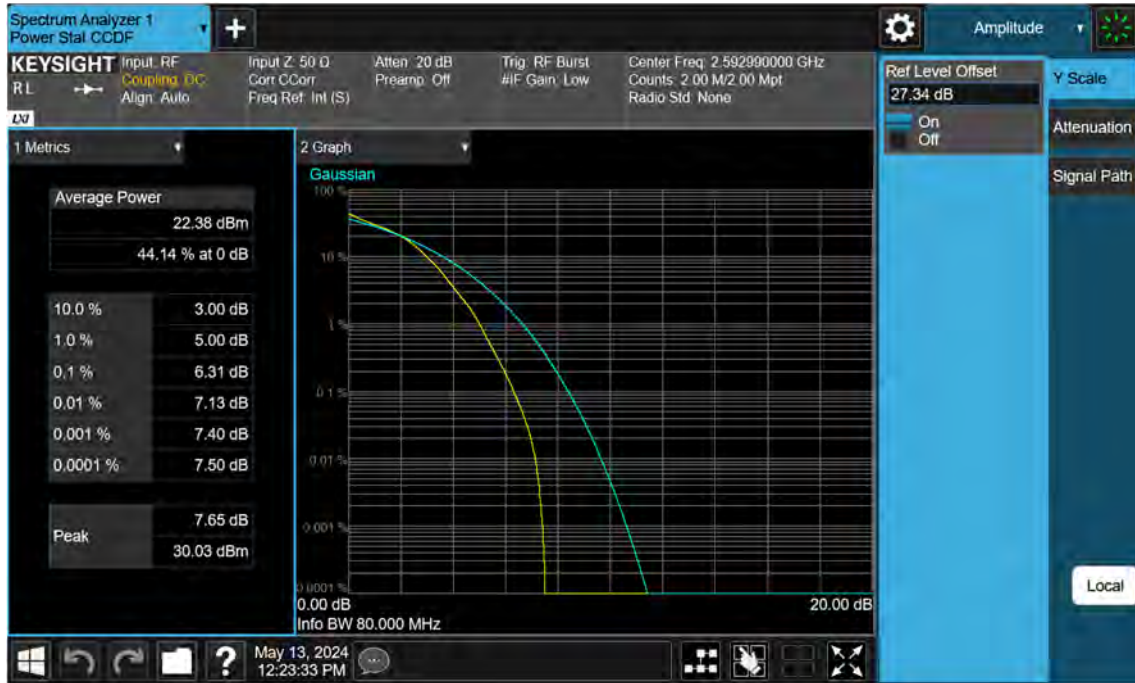 Spectrum Analyzer 1
Power Stat CCDF
+
Amplitude
KEYSIGHT
RL
LXI
Input: RF
Coupling: DC
Align: Auto
Input Z: 50 Ω
Corr CCorr
Freq Ref: Int (S)
Atten: 20 dB
Preamp: Off
Trig: RF Burst
#IF Gain: Low
Center Freq: 2.592990000 GHz
Counts: 2.00 M/2.00 Mpt
Radio Std: None
Ref Level Offset
27.34 dB
On
Off
Y Scale
Attenuation
Signal Path
1 Metrics
Average Power
22.38 dBm
44.14 % at 0 dB
10.0 % 3.00 dB
1.0 % 5.00 dB
0.1 % 6.31 dB
0.01 % 7.13 dB
0.001 % 7.40 dB
0.0001 % 7.50 dB
Peak
7.65 dB
30.03 dBm
2 Graph
Gaussian
100 %
10 %
1 %
0.1 %
0.01 %
0.001 %
0.0001 %
0.00 dB
20.00 dB
Info BW 80.000 MHz
Local
?
May 13, 2024
12:23:33 PM